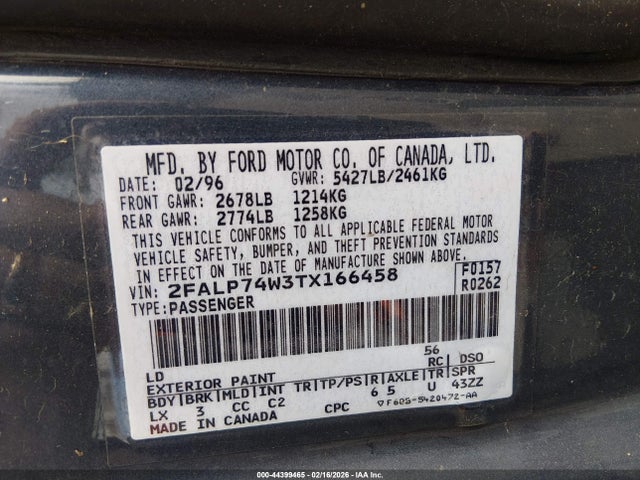 MFD. BY FORD MOTOR CO. OF CANADA, LTD.
DATE: 02/96 GVWR: 5427LB/2461KG
FRONT GAWR: 2678LB 1214KG
REAR GAWR: 2774LB 1258KG
THIS VEHICLE CONFORMS TO ALL APPLICABLE FEDERAL MOTOR
VEHICLE SAFETY, BUMPER, AND THEFT PREVENTION STANDARDS
IN EFFECT ON THE DATE OF MANUFACTURE SHOWN ABOVE.
VIN: 2FALP74W3TX166458 F0157
TYPE: PASSENGER R0262
LD 56
EXTERIOR PAINT RC| DSO
BDY|BRK|MLD|INT TR|TP/PS|R|AXLE|TR|SPR
LX 3 CC C2 6 5 U 43ZZ
MADE IN CANADA CPC ▽F60B-5420472-AA
000-44399465 - 02/16/2026 - © IAA Inc.